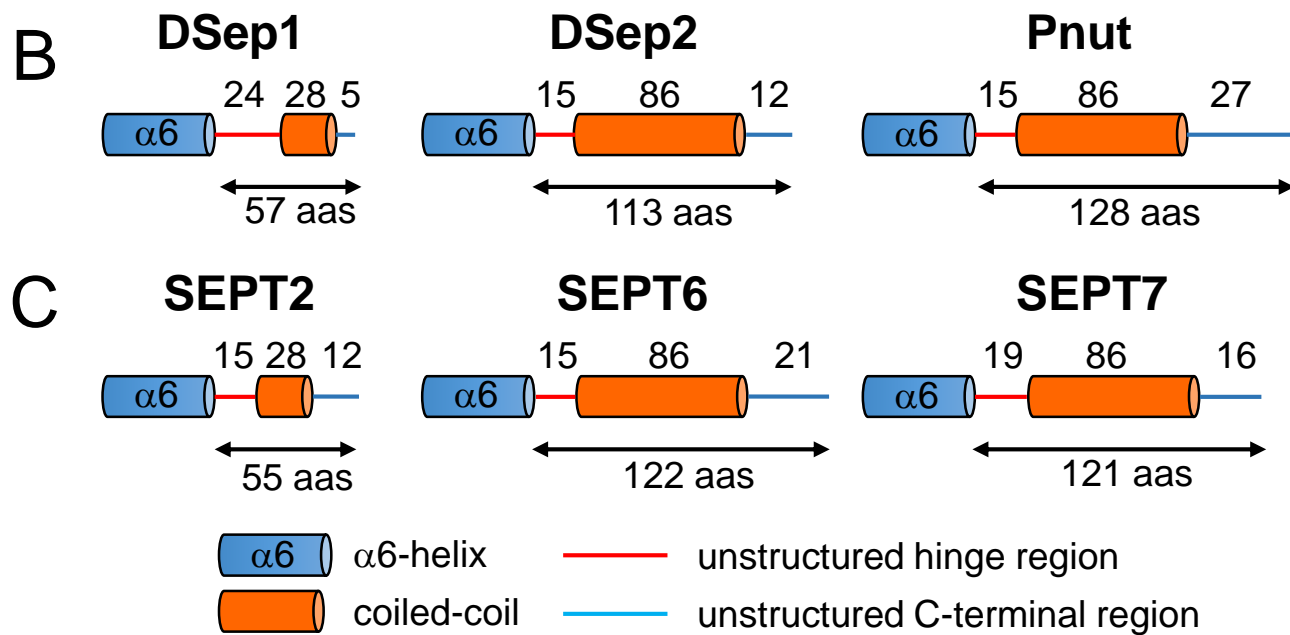 B
DSep1 DSep2 Pnut
24 28 5 15 86 12 15 86 27
α6 α6 α6
57 aas 113 aas 128 aas
C
SEPT2 SEPT6 SEPT7
15 28 12 15 86 21 19 86 16
α6 α6 α6
55 aas 122 aas 121 aas
α6 α6-helix unstructured hinge region
coiled-coil unstructured C-terminal region